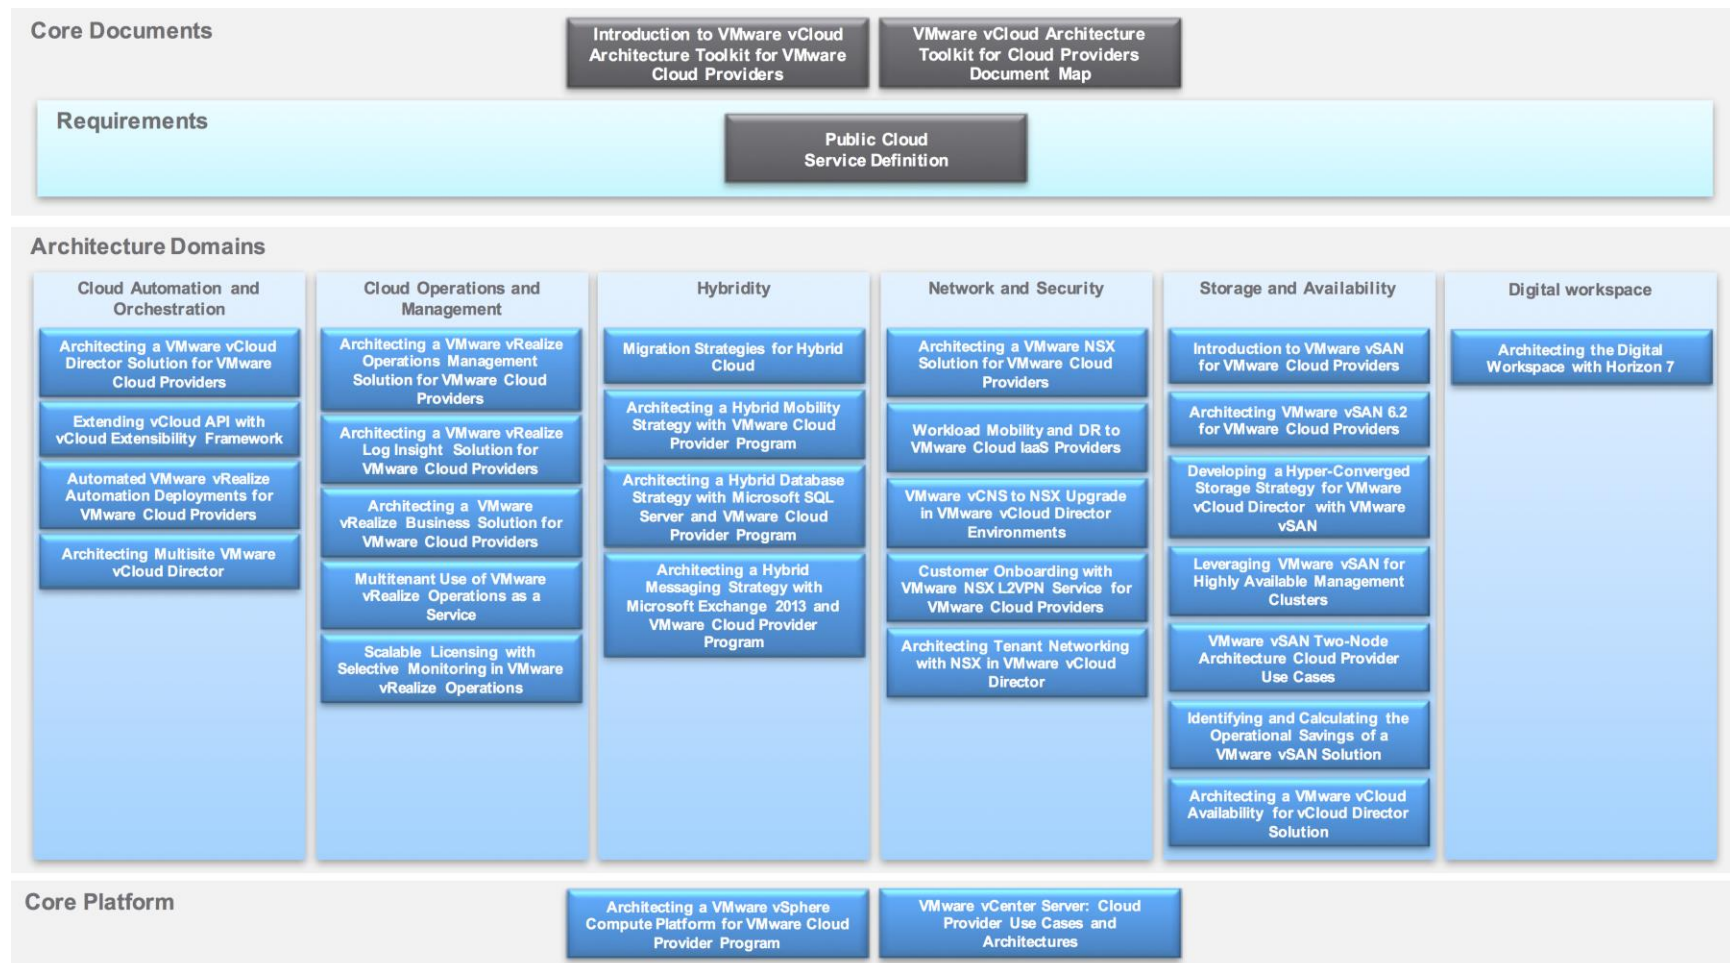 Core Documents
Introduction to VMware vCloud
Architecture Toolkit for VMware
Cloud Providers
VMware vCloud Architecture
Toolkit for Cloud Providers
Document Map
Requirements
Public Cloud
Service Definition
Architecture Domains
Cloud Automation and
Orchestration
Architecting a VMware vCloud
Director Solution for VMware
Cloud Providers
Extending vCloud API with
vCloud Extensibility Framework
Automated VMware vRealize
Automation Deployments for
VMware Cloud Providers
Architecting Multisite VMware
vCloud Director
Cloud Operations and
Management
Architecting a VMware vRealize
Operations Management
Solution for VMware Cloud
Providers
Architecting a VMware vRealize
Log Insight Solution for
VMware Cloud Providers
Architecting a VMware
vRealize Business Solution for
VMware Cloud Providers
Multitenant Use of VMware
vRealize Operations as a
Service
Scalable Licensing with
Selective Monitoring in VMware
vRealize Operations
Hybridity
Migration Strategies for Hybrid
Cloud
Architecting a Hybrid Mobility
Strategy with VMware Cloud
Provider Program
Architecting a Hybrid Database
Strategy with Microsoft SQL
Server and VMware Cloud
Provider Program
Architecting a Hybrid
Messaging Strategy with
Microsoft Exchange 2013 and
VMware Cloud Provider
Program
Network and Security
Architecting a VMware NSX
Solution for VMware Cloud
Providers
Workload Mobility and DR to
VMware Cloud IaaS Providers
VMware vCNS to NSX Upgrade
in VMware vCloud Director
Environments
Customer Onboarding with
VMware NSX L2VPN Service for
VMware Cloud Providers
Architecting Tenant Networking
with NSX in VMware vCloud
Director
Storage and Availability
Introduction to VMware vSAN
for VMware Cloud Providers
Architecting VMware vSAN 6.2
for VMware Cloud Providers
Developing a Hyper-Converged
Storage Strategy for VMware
vCloud Director with VMware
vSAN
Leveraging VMware vSAN for
Highly Available Management
Clusters
VMware vSAN Two-Node
Architecture Cloud Provider
Use Cases
Identifying and Calculating the
Operational Savings of a
VMware vSAN Solution
Architecting a VMware vCloud
Availability for vCloud Director
Solution
Digital workspace
Architecting the Digital
Workspace with Horizon 7
Core Platform
Architecting a VMware vSphere
Compute Platform for VMware Cloud
Provider Program
VMware vCenter Server: Cloud
Provider Use Cases and
Architectures